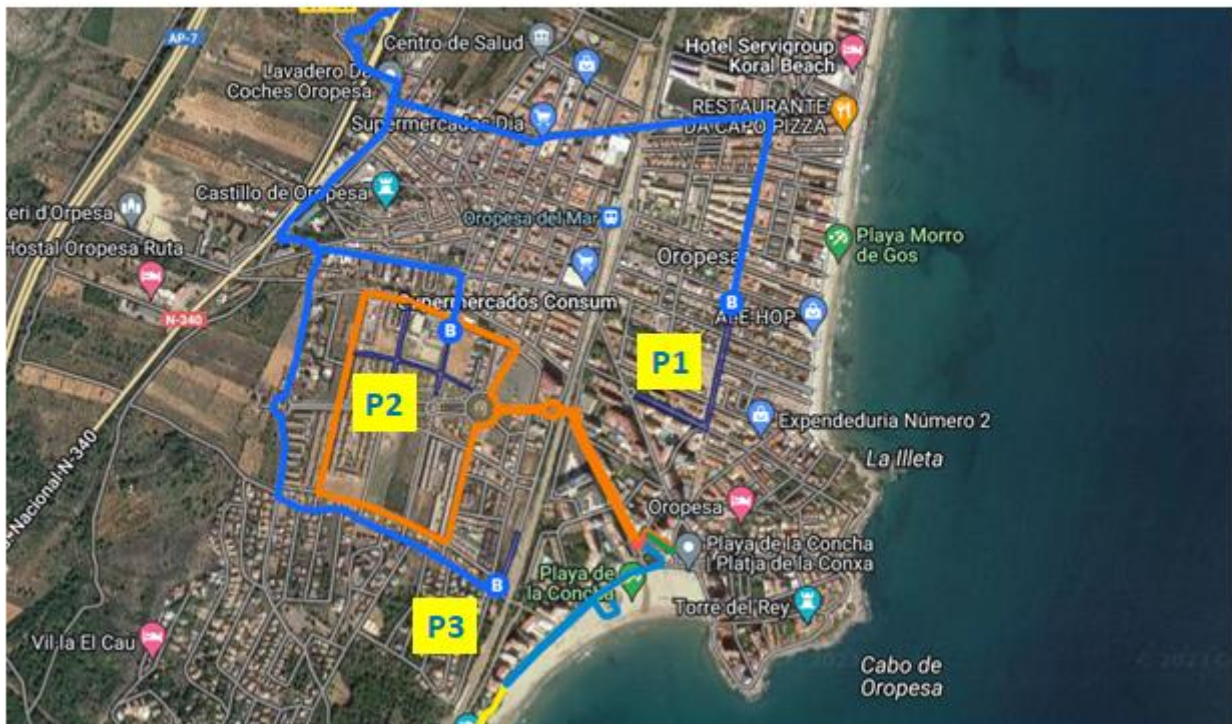 AP-7
Centro de Salud
Hotel Servigroup
Koral Beach
Lavadero De
Coches Oropesa
RESTAURANTE
DA CAPO PIZZA
Supermercados Dia
Castillo de Oropesa
teri d'Orpesa
Oropesa del Mar
Hostal Oropesa Ruta
Oropesa
Playa Morro
de Gos
Supermercados Consum
B
ALE-HOP
N-340
B
P1
P2
Expendeduria Número 2
La Illeta
Nacional N-340
Oropesa
Playa de la Concha
| Platja de la Conxa
B
Playa de
la Concha
Torre del Rey
P3
Vil·la El Cau
Cabo de
Oropesa